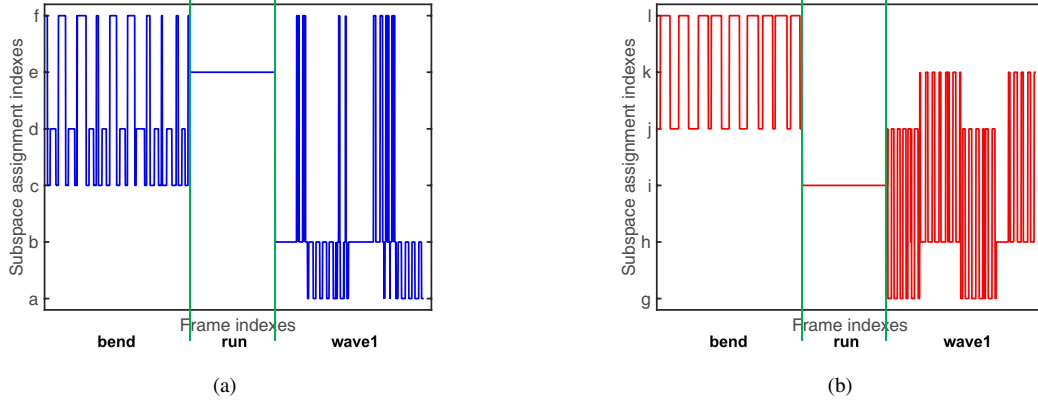 Subspace assignment indexes
f
e
d
c
b
a
Frame indexes
bend run wave1
(a)
Subspace assignment indexes
l
k
j
i
h
g
Frame indexes
bend run wave1
(b)